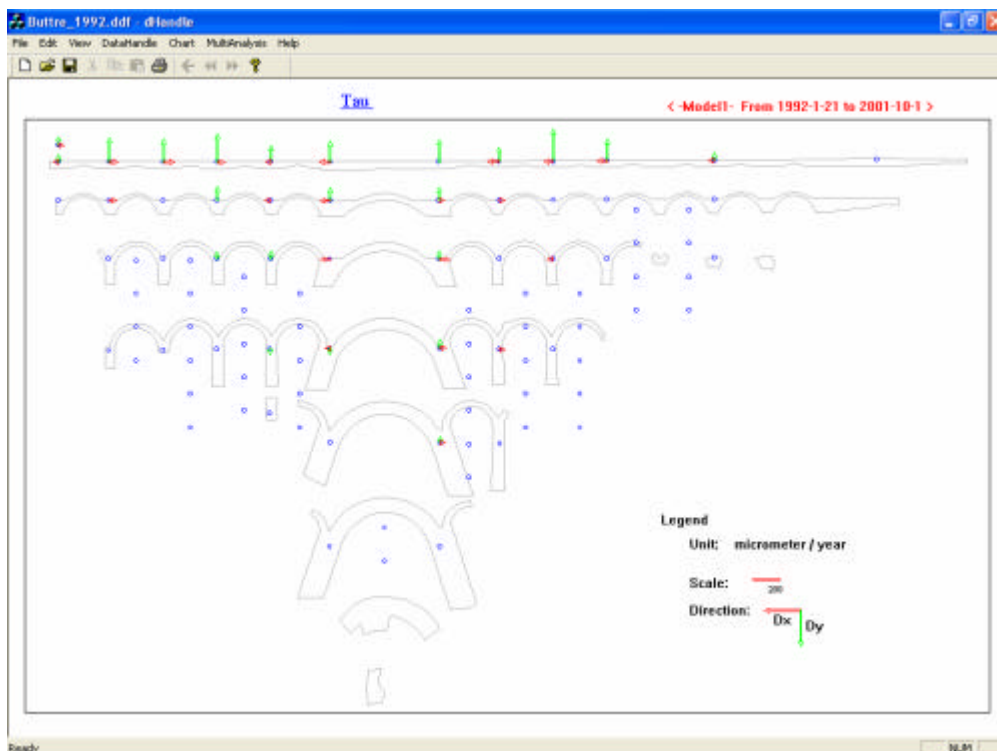 Buttre_1992.ddf - dHandle
File Edit View DataHandle Chart MultiAnalysis Help
Tau
< -Model1- From 1992-1-21 to 2001-10-1 >
Legend
Unit: micrometer / year
Scale:
200
Direction:
Dx
Dy
Ready
NUM